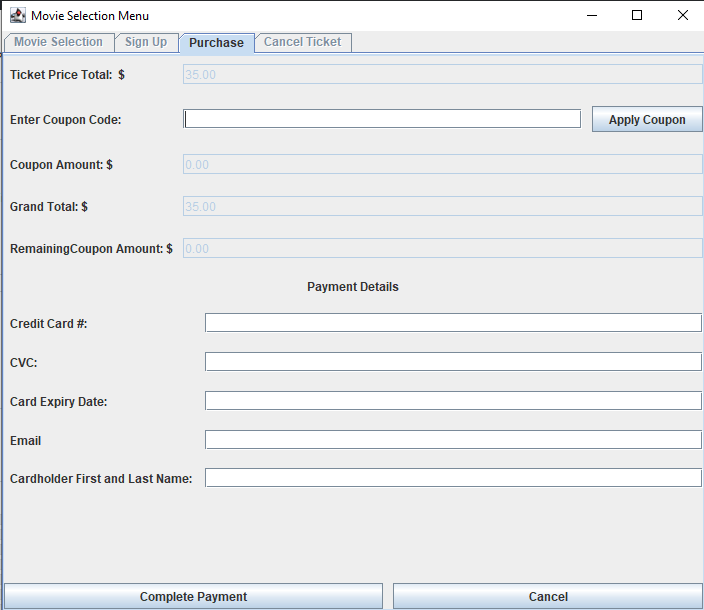 Movie Selection Menu
Movie Selection Sign Up Purchase Cancel Ticket
Ticket Price Total: $ 35.00
Enter Coupon Code: Apply Coupon
Coupon Amount: $ 0.00
Grand Total: $ 35.00
RemainingCoupon Amount: $ 0.00
Payment Details
Credit Card #:
CVC:
Card Expiry Date:
Email
Cardholder First and Last Name:
Complete Payment Cancel